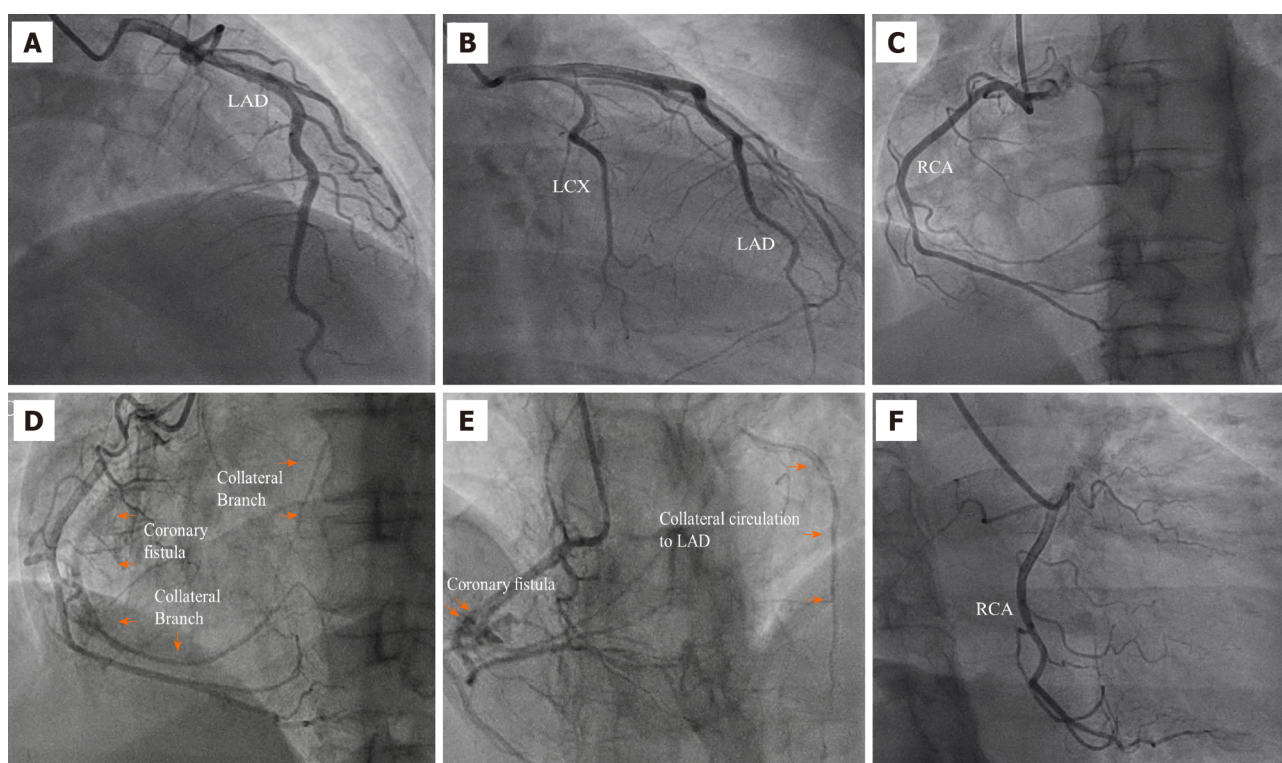 A
LAD
B
LCX
LAD
C
RCA
D
Collateral
Branch
Coronary
fistula
Collateral
Branch
E
Collateral circulation
to LAD
Coronary fistula
F
RCA